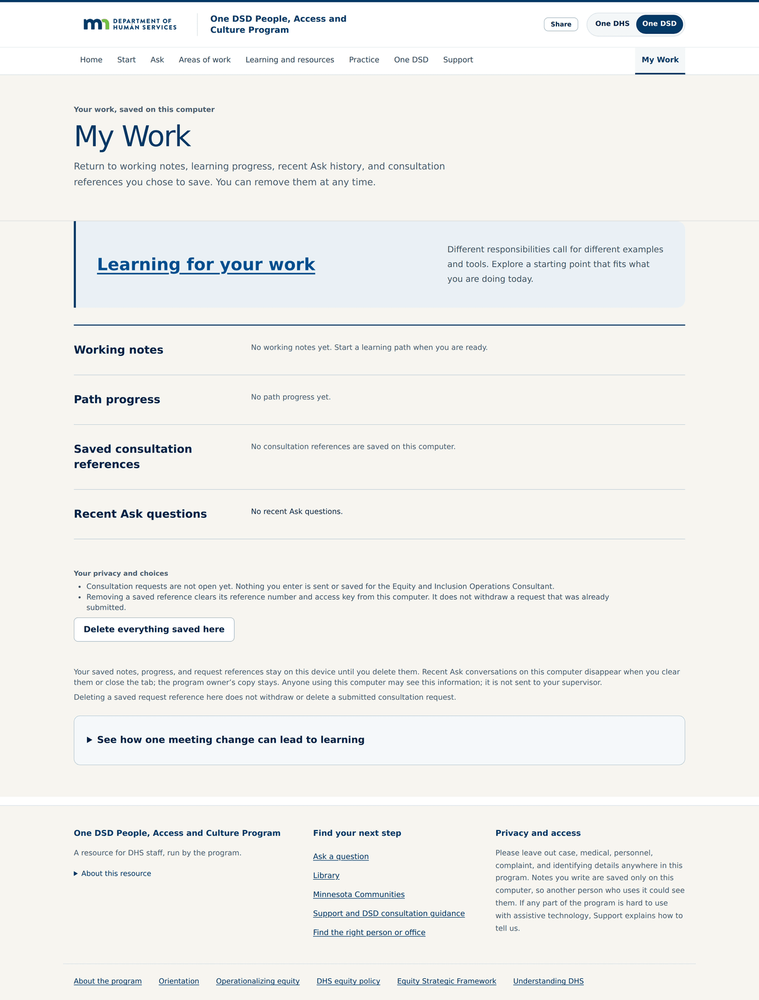 DEPARTMENT OF
HUMAN SERVICES
One DSD People, Access and
Culture Program
Share
One DHS
One DSD
Home
Start
Ask
Areas of work
Learning and resources
Practice
One DSD
Support
My Work
Your work, saved on this computer
My Work
Return to working notes, learning progress, recent Ask history, and consultation
references you chose to save. You can remove them at any time.
Learning for your work
Different responsibilities call for different examples
and tools. Explore a starting point that fits what
you are doing today.
Working notes
No working notes yet. Start a learning path when you are ready.
Path progress
No path progress yet.
Saved consultation
references
No consultation references are saved on this computer.
Recent Ask questions
No recent Ask questions.
Your privacy and choices
• Consultation requests are not open yet. Nothing you enter is sent or saved for the Equity and Inclusion Operations Consultant.
• Removing a saved reference clears its reference number and access key from this computer. It does not withdraw a request that was already
submitted.
Delete everything saved here
Your saved notes, progress, and request references stay on this device until you delete them. Recent Ask conversations on this computer disappear when you clear
them or close the tab; the program owner’s copy stays. Anyone using this computer may see this information; it is not sent to your supervisor.
Deleting a saved request reference here does not withdraw or delete a submitted consultation request.
See how one meeting change can lead to learning
One DSD People, Access and Culture Program
A resource for DHS staff, run by the program.
About this resource
Find your next step
Ask a question
Library
Minnesota Communities
Support and DSD consultation guidance
Find the right person or office
Privacy and access
Please leave out case, medical, personnel,
complaint, and identifying details anywhere in this
program. Notes you write are saved only on this
computer, so another person who uses it could see
them. If any part of the program is hard to use
with assistive technology, Support explains how to
tell us.
About the program
Orientation
Operationalizing equity
DHS equity policy
Equity Strategic Framework
Understanding DHS